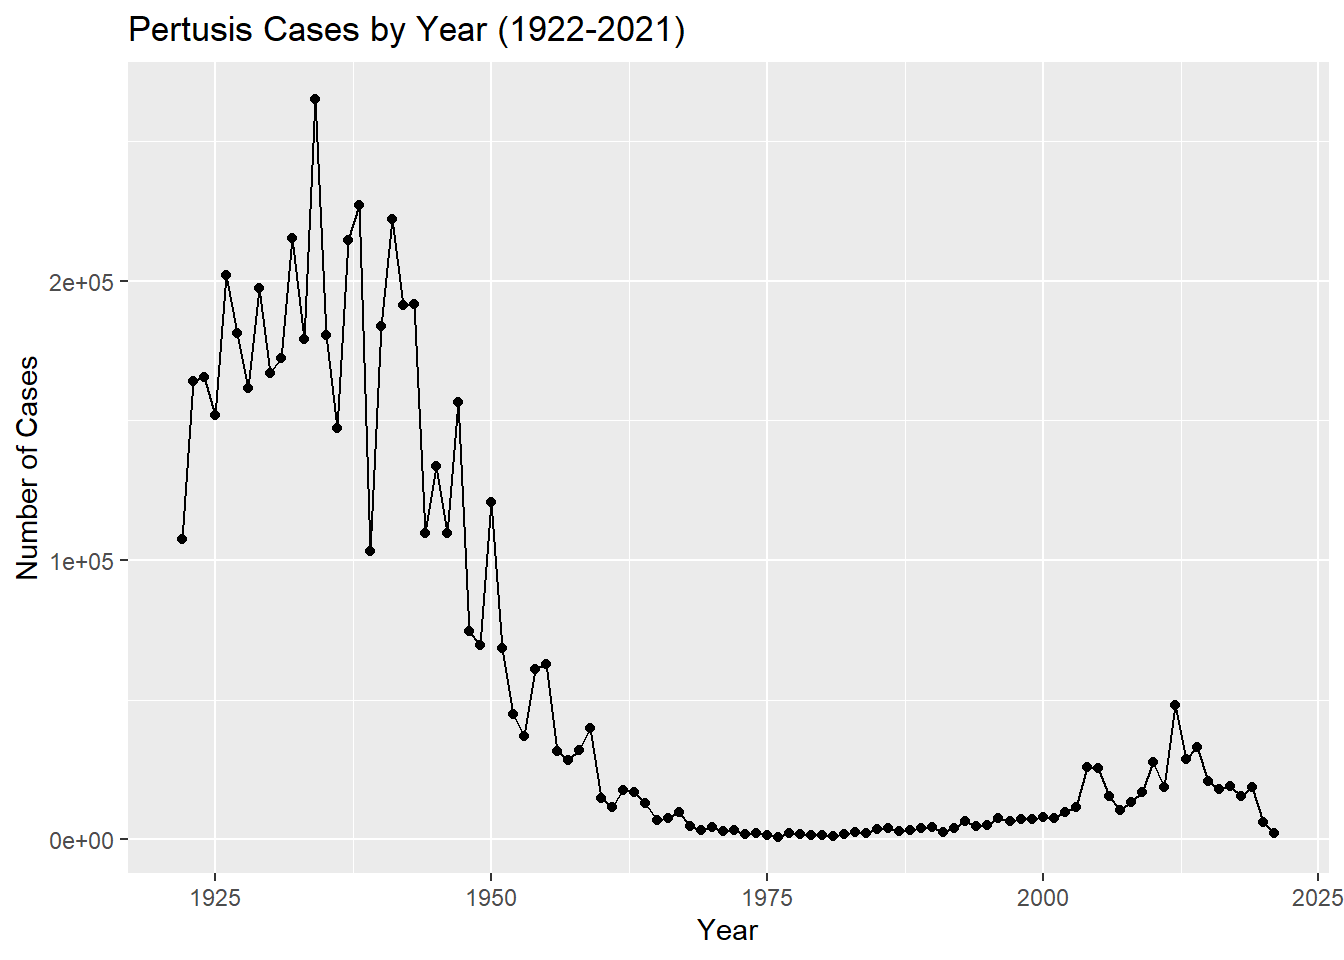 Pertusis Cases by Year (1922-2021)
Number of Cases
2e+05
1e+05
0e+00
1925 1950 1975 2000 2025
Year